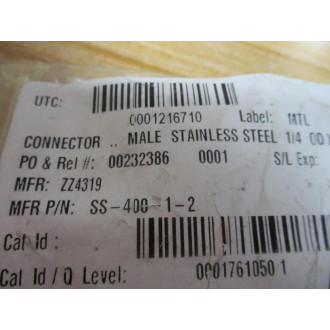 UTC:
0001216710 Label: MTL
CONNECTOR .. MALE STAINLESS STEEL 1/4 OD X
PO & Rel #: 00232386 0001 S/L Exp:
MFR: ZZ4319
MFR P/N: SS-400-1-2
Cat Id :
Cat Id / Q Level: 0001761050 1